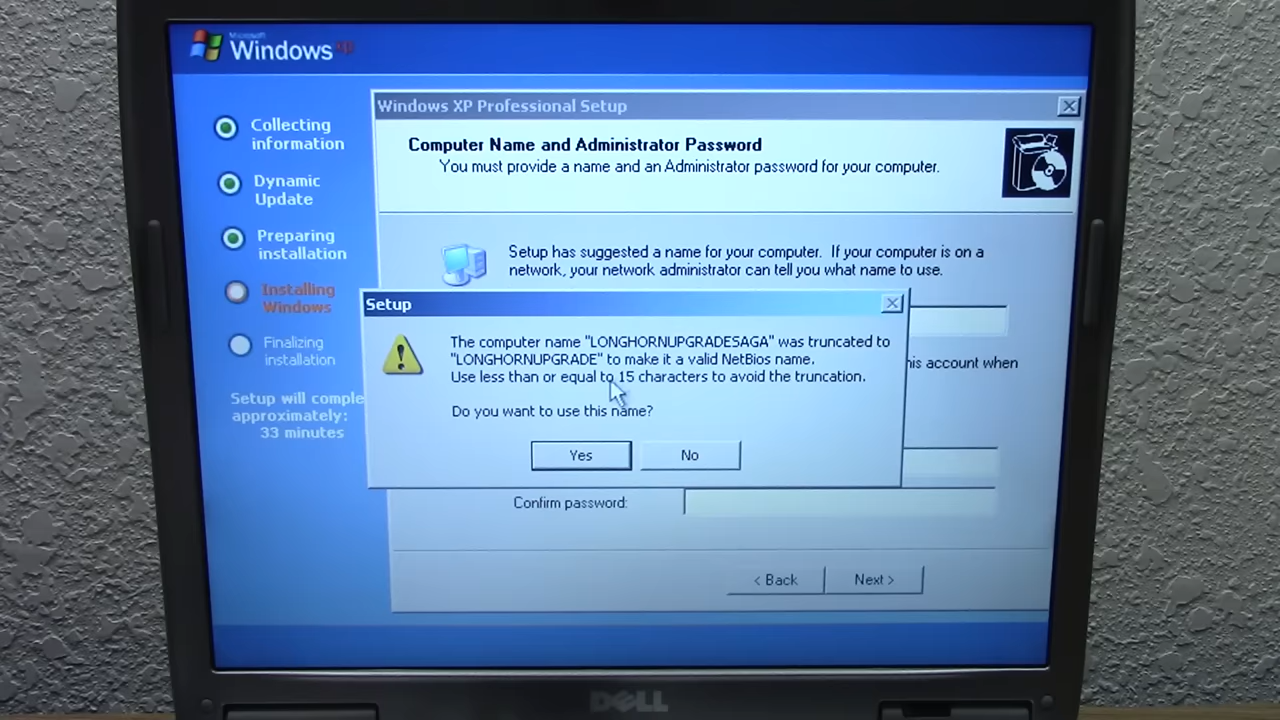 Microsoft
Windows xp
Collecting
information
Dynamic
Update
Preparing
installation
Installing
Windows
Finalizing
installation
Setup will comple
approximately:
33 minutes
Windows XP Professional Setup
Computer Name and Administrator Password
You must provide a name and an Administrator password for your computer.
Setup has suggested a name for your computer. If your computer is on a
network, your network administrator can tell you what name to use.
his account when
Setup
The computer name "LONGHORNUPGRADESAGA" was truncated to
"LONGHORNUPGRADE" to make it a valid NetBios name.
Use less than or equal to 15 characters to avoid the truncation.
Do you want to use this name?
Yes
No
Confirm password:
< Back
Next >
DELL